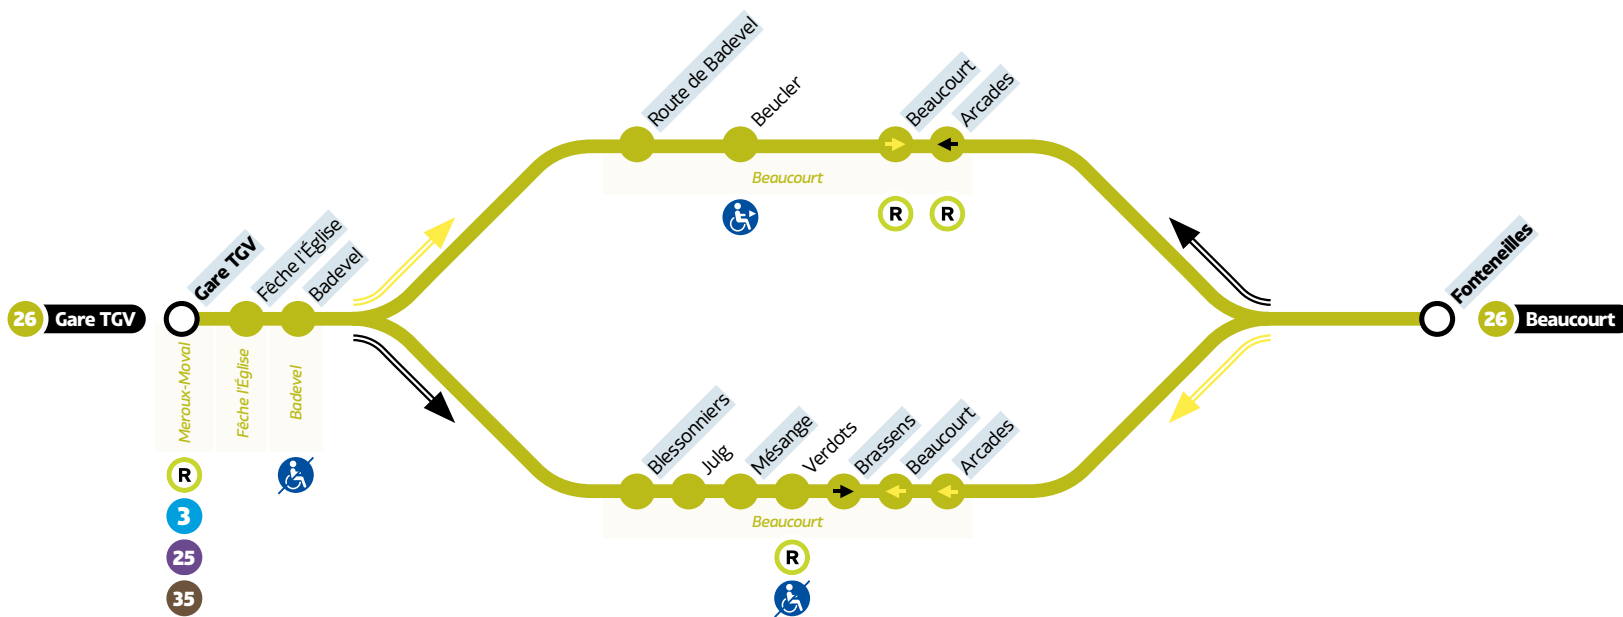 Route de Badevel
Beucler
Beaucourt
Arcades
Beaucourt
R
R
26 Gare TGV
Gare TGV
Fêche l'Église
Badevel
Meroux-Moval
Fêche l'Église
Badevel
R
3
25
35
Fonteneilles
26 Beaucourt
Blessonniers
Julg
Mésange
Verdots
Brassens
Beaucourt
Arcades
Beaucourt
R